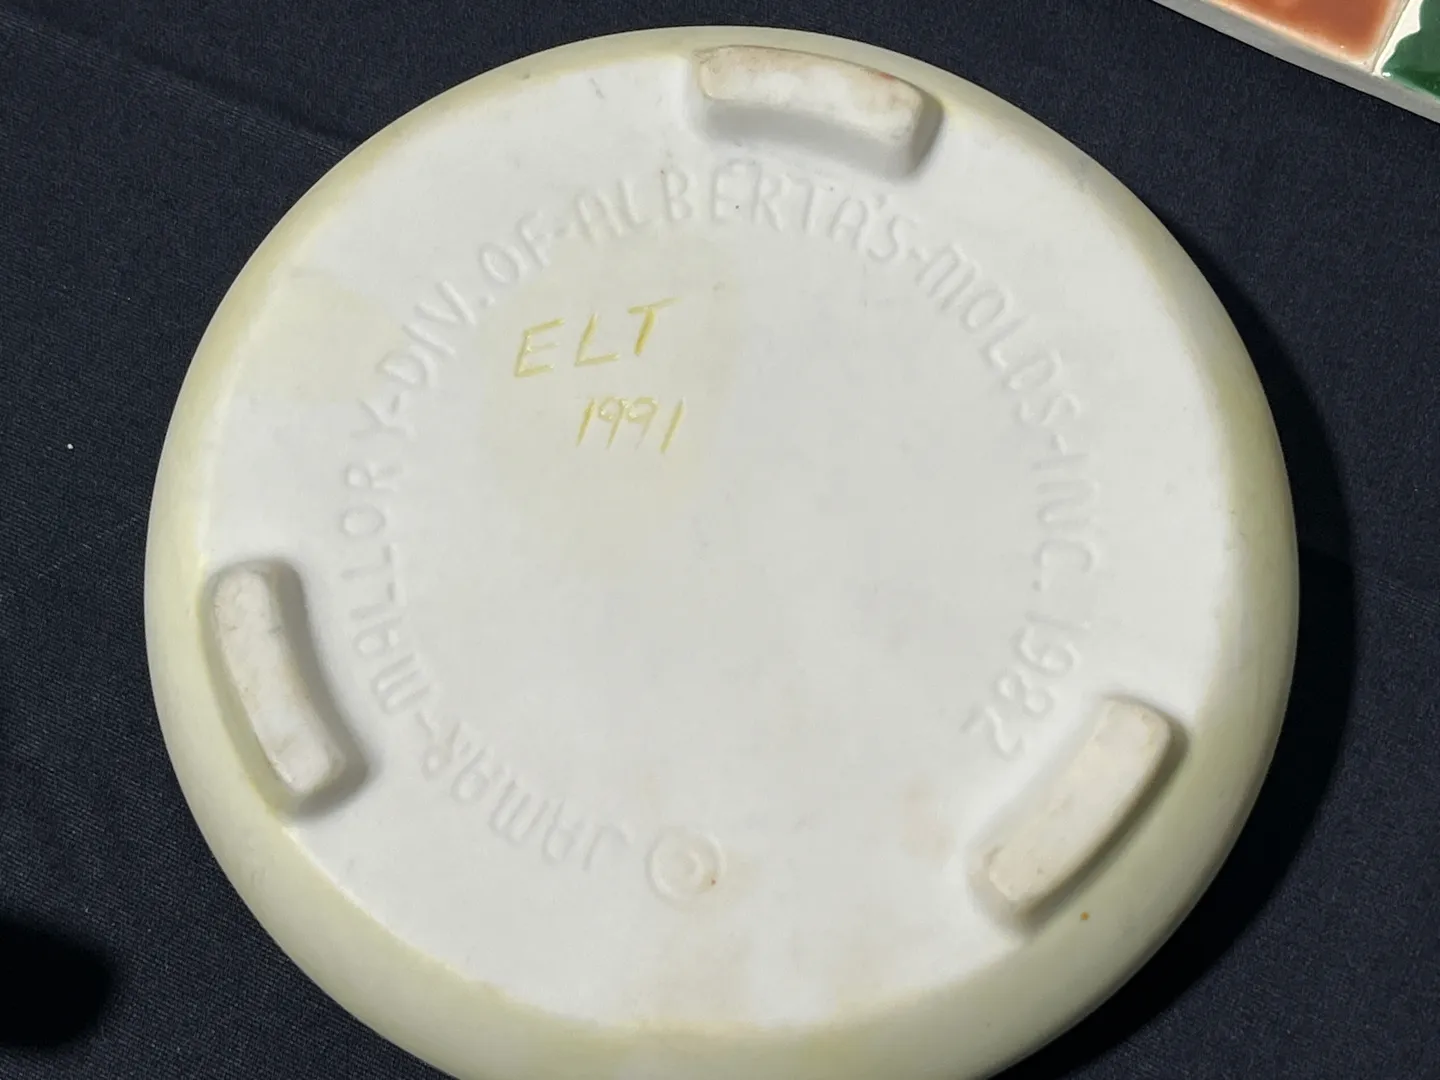 © JAMAR-MALLORY-DIV. OF-ALBERTA'S-MOLDS-INC. 1982
ELT
1991